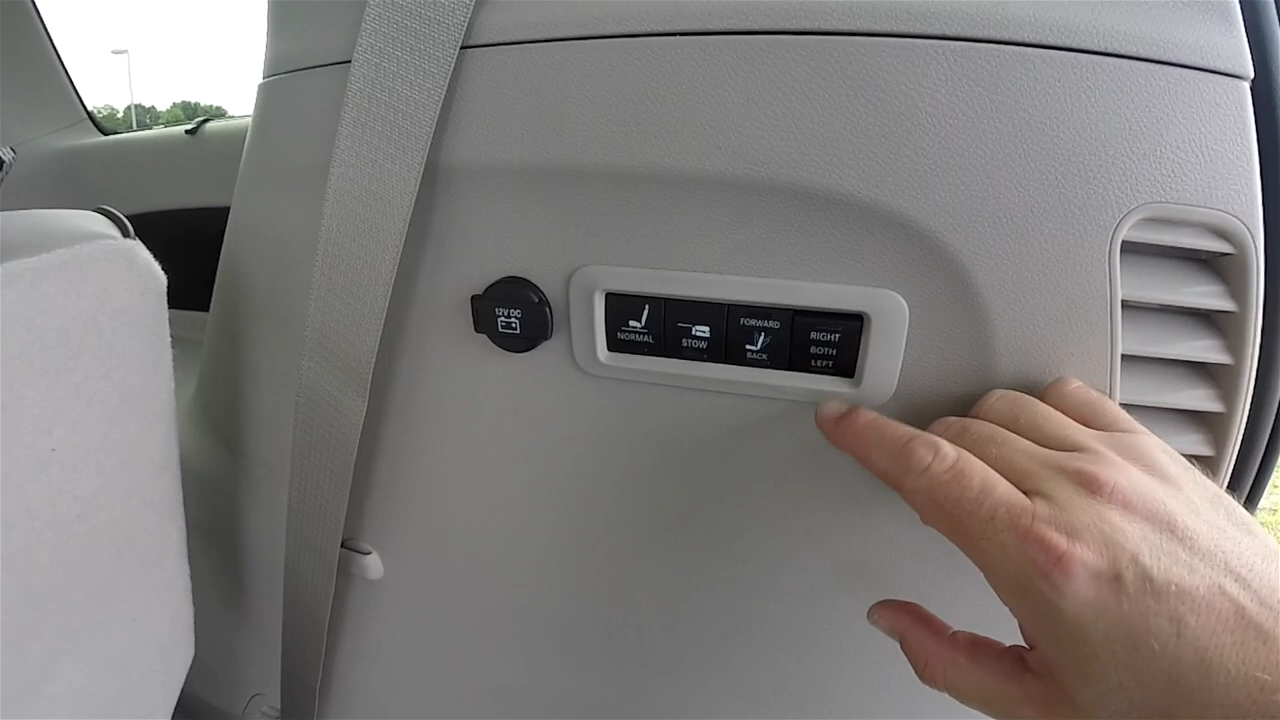 12V DC
NORMAL
STOW
FORWARD
BACK
RIGHT
BOTH
LEFT